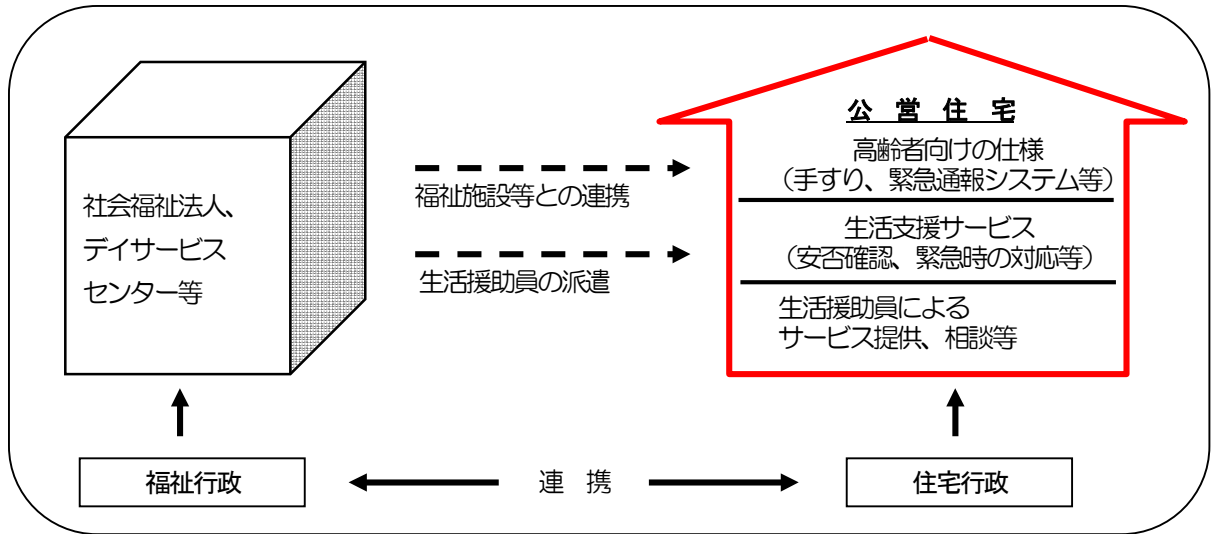 公営住宅
高齢者向けの仕様
（手すり、緊急通報システム等）
社会福祉法人、
デイサービス
センター等
福祉施設等との連携
生活支援サービス
（安否確認、緊急時の対応等）
生活援助員の派遣
生活援助員による
サービス提供、相談等
福祉行政
連携
住宅行政